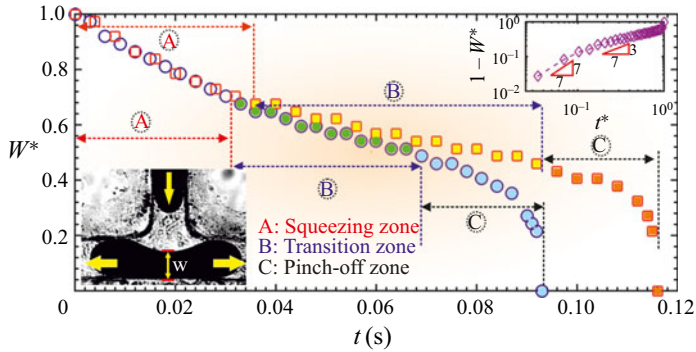 1.0
0.8
0.6
0.4
0.2
W*
0
0.02
0.04
0.06
0.08
0.10
0.12
t (s)
A
A
B
B
C
C
A: Squeezing zone
B: Transition zone
C: Pinch-off zone
w
10⁰
10⁻¹
10⁻²
1 – W*
7
7
7
3
10⁻¹
10⁰
t*